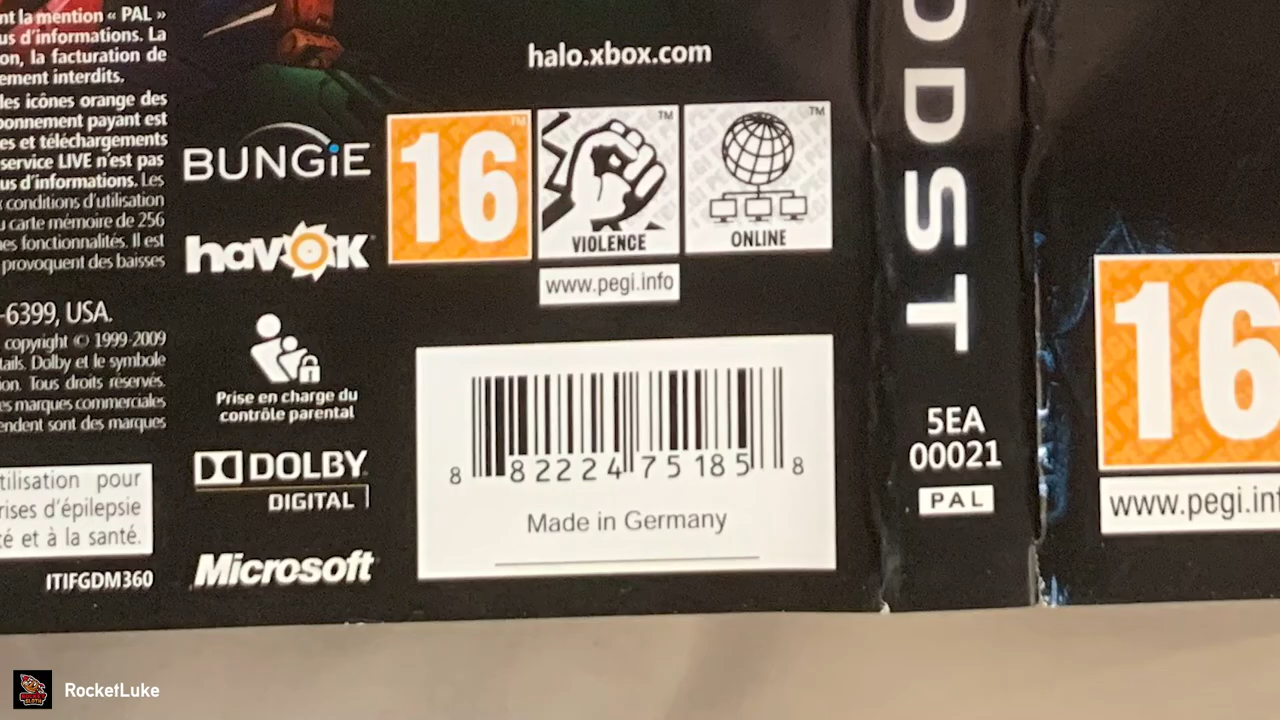 nt la mention « PAL »
us d'informations. La
on, la facturation de
ement interdits.
les icônes orange des
bonnement payant est
es et téléchargements
service LIVE n'est pas
us d'informations. Les
conditions d'utilisation
u carte mémoire de 256
es fonctionnalités. Il est
provoquent des baisses
-6399, USA.
copyright © 1999-2009
tails. Dolby et le symbole
ion. Tous droits réservés.
es marques commerciales
endent sont des marques
tilisation pour
rises d'épilepsie
té et à la santé.
ITIFGDM360
BUNGiE
havok
Prise en charge du
contrôle parental
DOLBY
DIGITAL
Microsoft
halo.xbox.com
16 ™
™
VIOLENCE
™
ONLINE
www.pegi.info
8 82224 75185 8
Made in Germany
ODST
5EA
00021
PAL
16
www.pegi.inf
RocketLuke